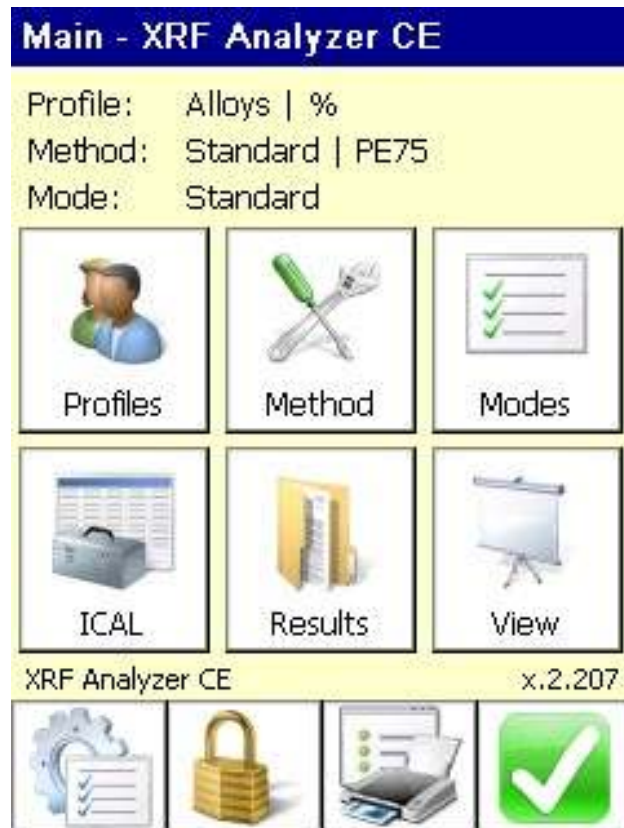 Main - XRF Analyzer CE
Profile: Alloys | %
Method: Standard | PE75
Mode: Standard
Profiles Method Modes
ICAL Results View
XRF Analyzer CE x.2.207